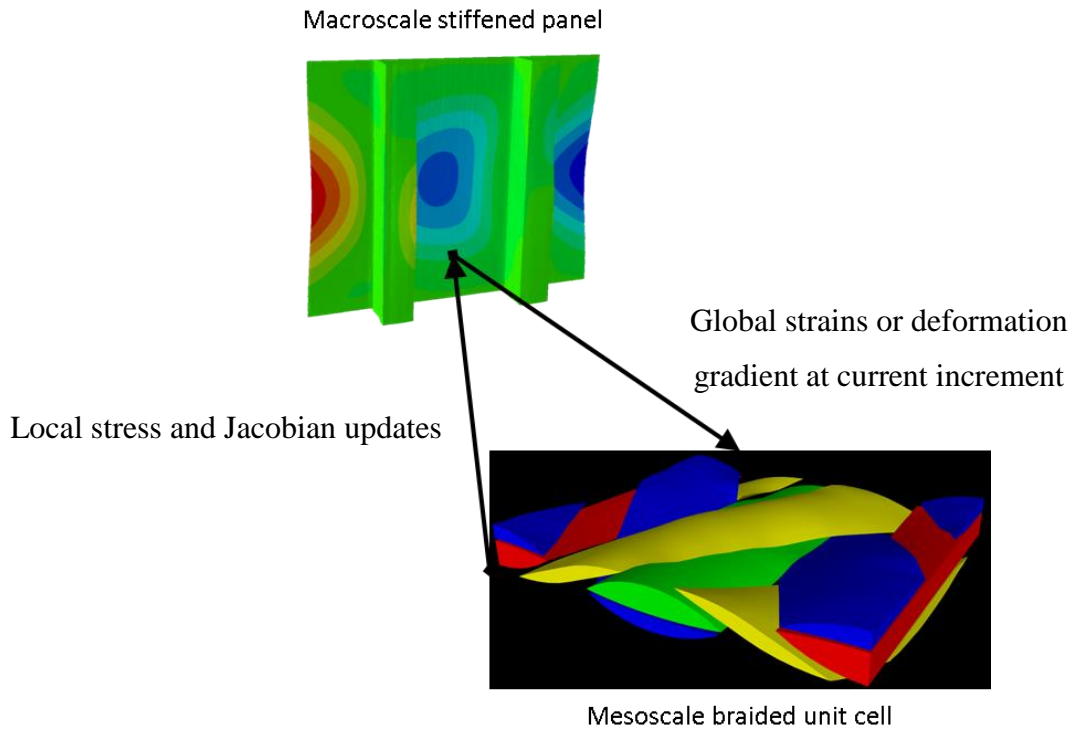 Macroscale stiffened panel
Global strains or deformation
gradient at current increment
Local stress and Jacobian updates
Mesoscale braided unit cell